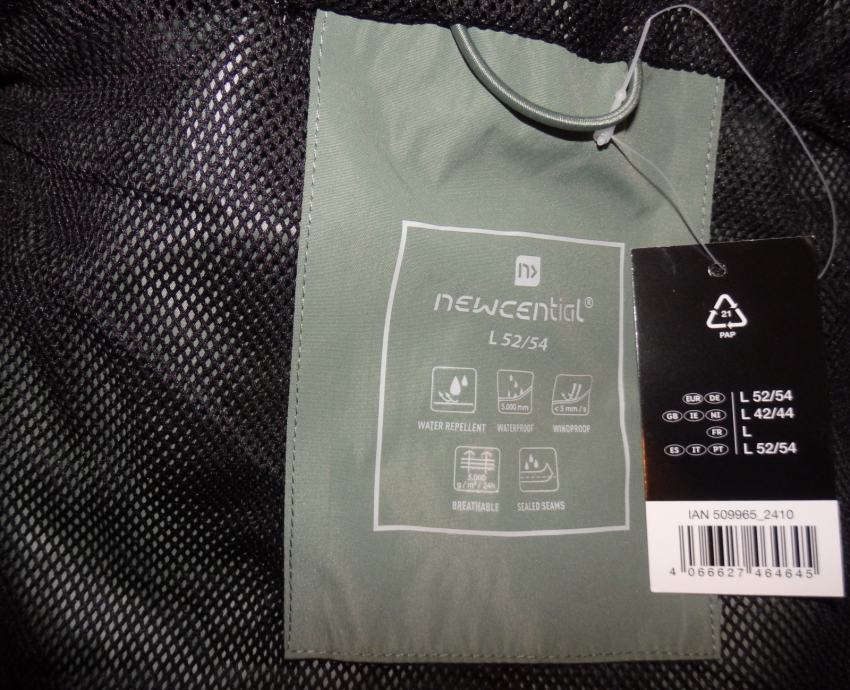 newcential®
L 52/54
5.000 mm
< 5 mm / s
WATER REPELLENT
WATERPROOF
WINDPROOF
5.000
g / m² / 24h
BREATHABLE
SEALED SEAMS
21
PAP
EUR DE L 52/54
GB IE NI L 42/44
FR L
ES IT PT L 52/54
IAN 509965_2410
4 066627 464645